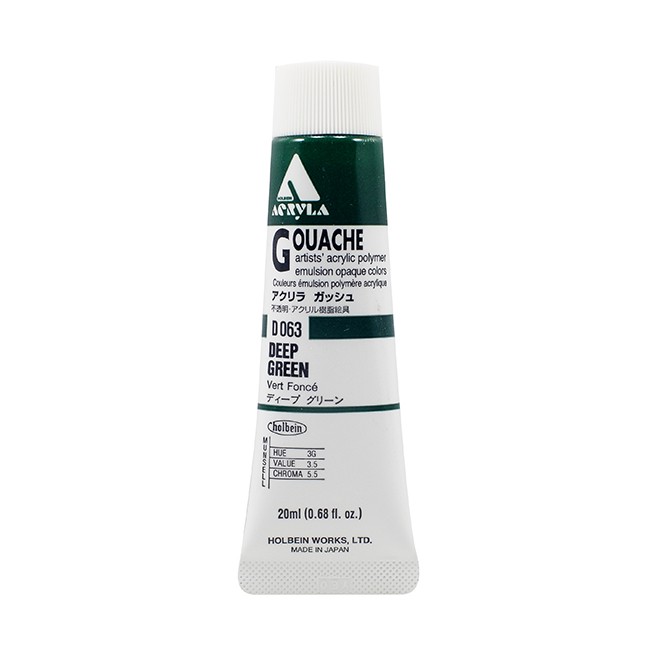 HOLBEIN
ACRYLA
GOUACHE
artists' acrylic polymer
emulsion opaque colors
Couleurs émulsion polymère acrylique
アクリラ ガッシュ
不透明・アクリル樹脂絵具
D 063
DEEP
GREEN
Vert Foncé
ディープ グリーン
holbein
MUNSELL
HUE 3G
VALUE 3.5
CHROMA 5.5
20ml (0.68 fl. oz.)
HOLBEIN WORKS, LTD.
MADE IN JAPAN